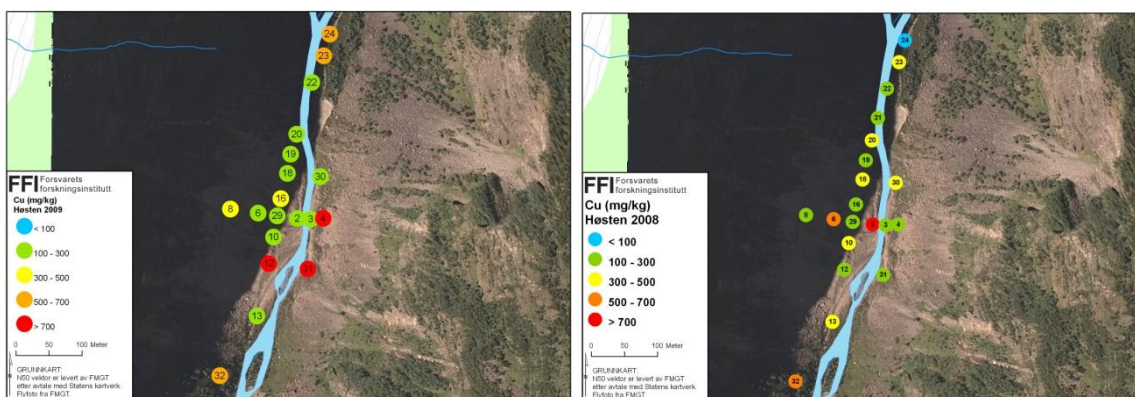 24
23
22
20
19
18
30
16
8
6
29
2
3
4
10
12
31
13
32
FFI Forsvarets
forskningsinstitutt
Cu (mg/kg)
Høsten 2009
< 100
100 - 300
300 - 500
500 - 700
> 700
0 50 100 Meter
GRUNNKART:
N50 vektor er levert av FMGT
etter avtale med Statens kartverk.
Flyfoto fra FMGT.
24
23
22
21
20
19
18
30
16
8
6
29
3
4
10
12
31
13
32
FFI Forsvarets
forskningsinstitutt
Cu (mg/kg)
Høsten 2008
< 100
100 - 300
300 - 500
500 - 700
> 700
0 50 100 Meter
GRUNNKART:
N50 vektor er levert av FMGT
etter avtale med Statens kartverk.
Flyfoto fra FMGT.